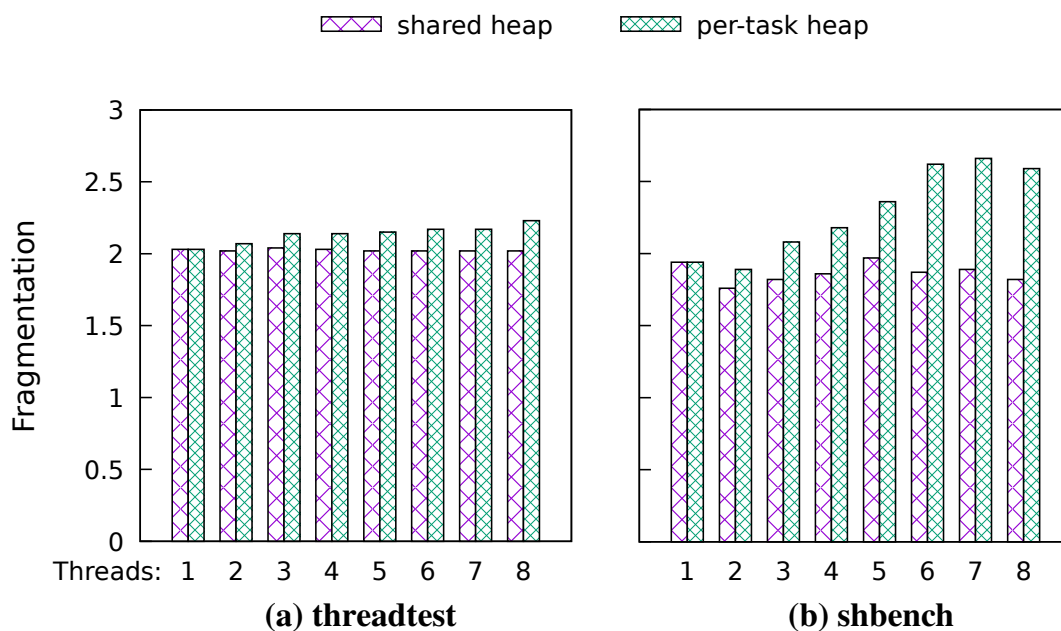 shared heap per-task heap
Fragmentation
3
2.5
2
1.5
1
0.5
0
Threads: 1 2 3 4 5 6 7 8 1 2 3 4 5 6 7 8
(a) threadtest (b) shbench